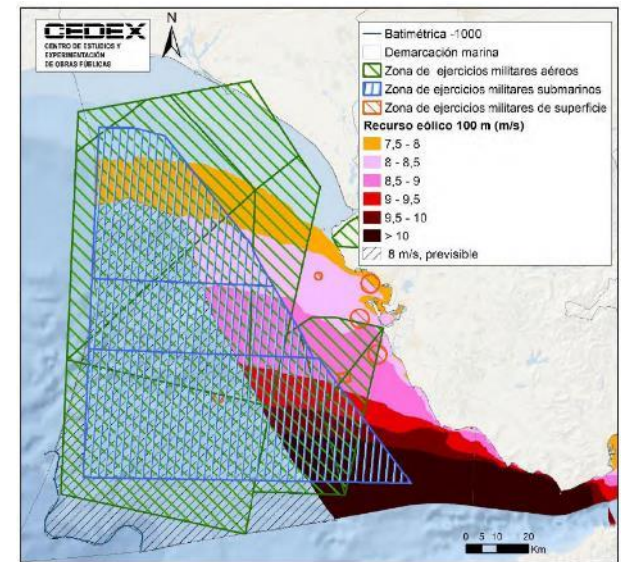 CEDEX
CENTRO DE ESTUDIOS Y
EXPERIMENTACIÓN
DE OBRAS PÚBLICAS
N
Batimétrica -1000
Demarcación marina
Zona de ejercicios militares aéreos
Zona de ejercicios militares submarinos
Zona de ejercicios militares de superficie
Recurso eólico 100 m (m/s)
7,5 - 8
8 - 8,5
8,5 - 9
9 - 9,5
9,5 - 10
> 10
8 m/s, previsible
0 5 10 20
Km